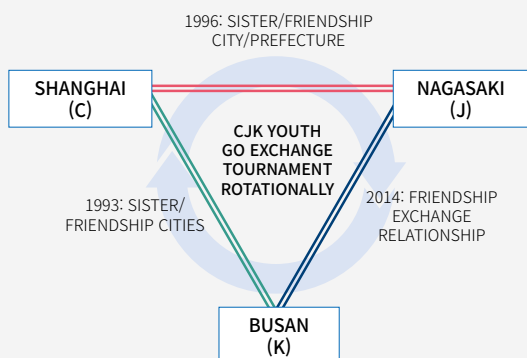 1996: SISTER/FRIENDSHIP
CITY/PREFECTURE
SHANGHAI
(C)
NAGASAKI
(J)
CJK YOUTH
GO EXCHANGE
TOURNAMENT
ROTATIONALLY
1993: SISTER/
FRIENDSHIP CITIES
2014: FRIENDSHIP
EXCHANGE
RELATIONSHIP
BUSAN
(K)